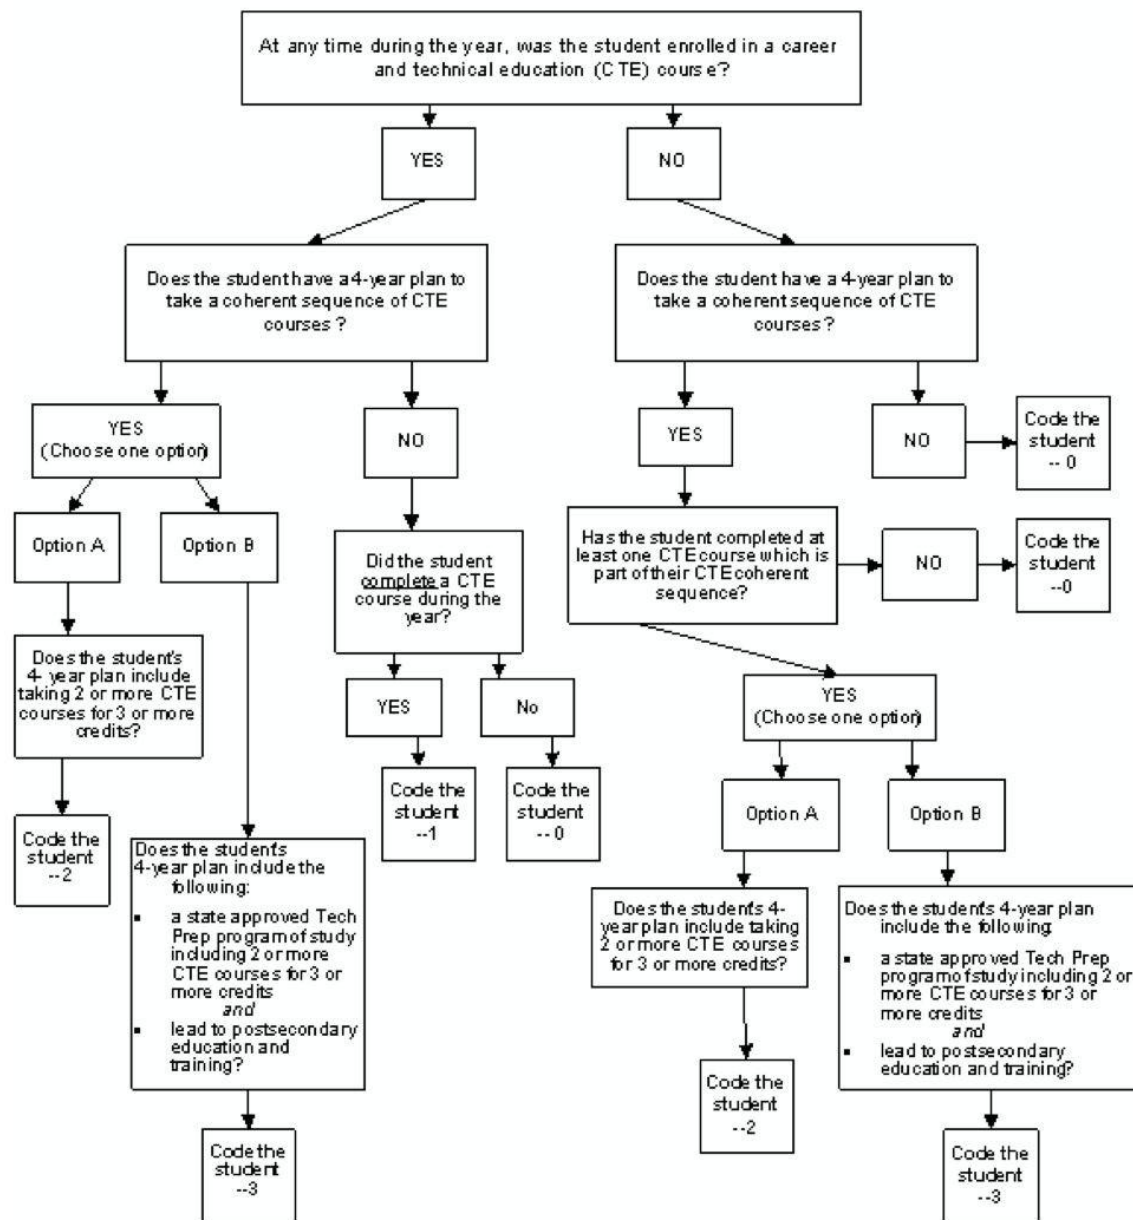 At any time during the year, was the student enrolled in a career
and technical education (CTE) course?
YES
NO
Does the student have a 4-year plan to
take a coherent sequence of CTE
courses ?
Does the student have a 4-year plan to
take a coherent sequence of CTE
courses ?
YES
(Choose one option)
NO
YES
NO
Code the
student
-- 0
Option A
Option B
Did the student
complete a CTE
course during the
year?
Has the student completed at
least one CTE course which is
part of their CTE coherent
sequence?
NO
Code the
student
--0
Does the student's
4- year plan include
taking 2 or more CTE
courses for 3 or more
credits?
YES
No
YES
(Choose one option)
Code the
student
--2
Code the
student
--1
Code the
student
-- 0
Option A
Option B
Does the student's
4-year plan include the
following:
▪ a state approved Tech
Prep program of study
including 2 or more
CTE courses for 3 or
more credits
and
▪ lead to postsecondary
education and
training?
Does the student's 4-
year plan include taking
2 or more CTE courses
for 3 or more credits?
Does the student's 4-year plan
include the following:
▪ a state approved Tech Prep
program of study including 2 or
more CTE courses for 3 or
more credits
and
▪ lead to postsecondary
education and training?
Code the
student
--3
Code the
student
--2
Code the
student
--3